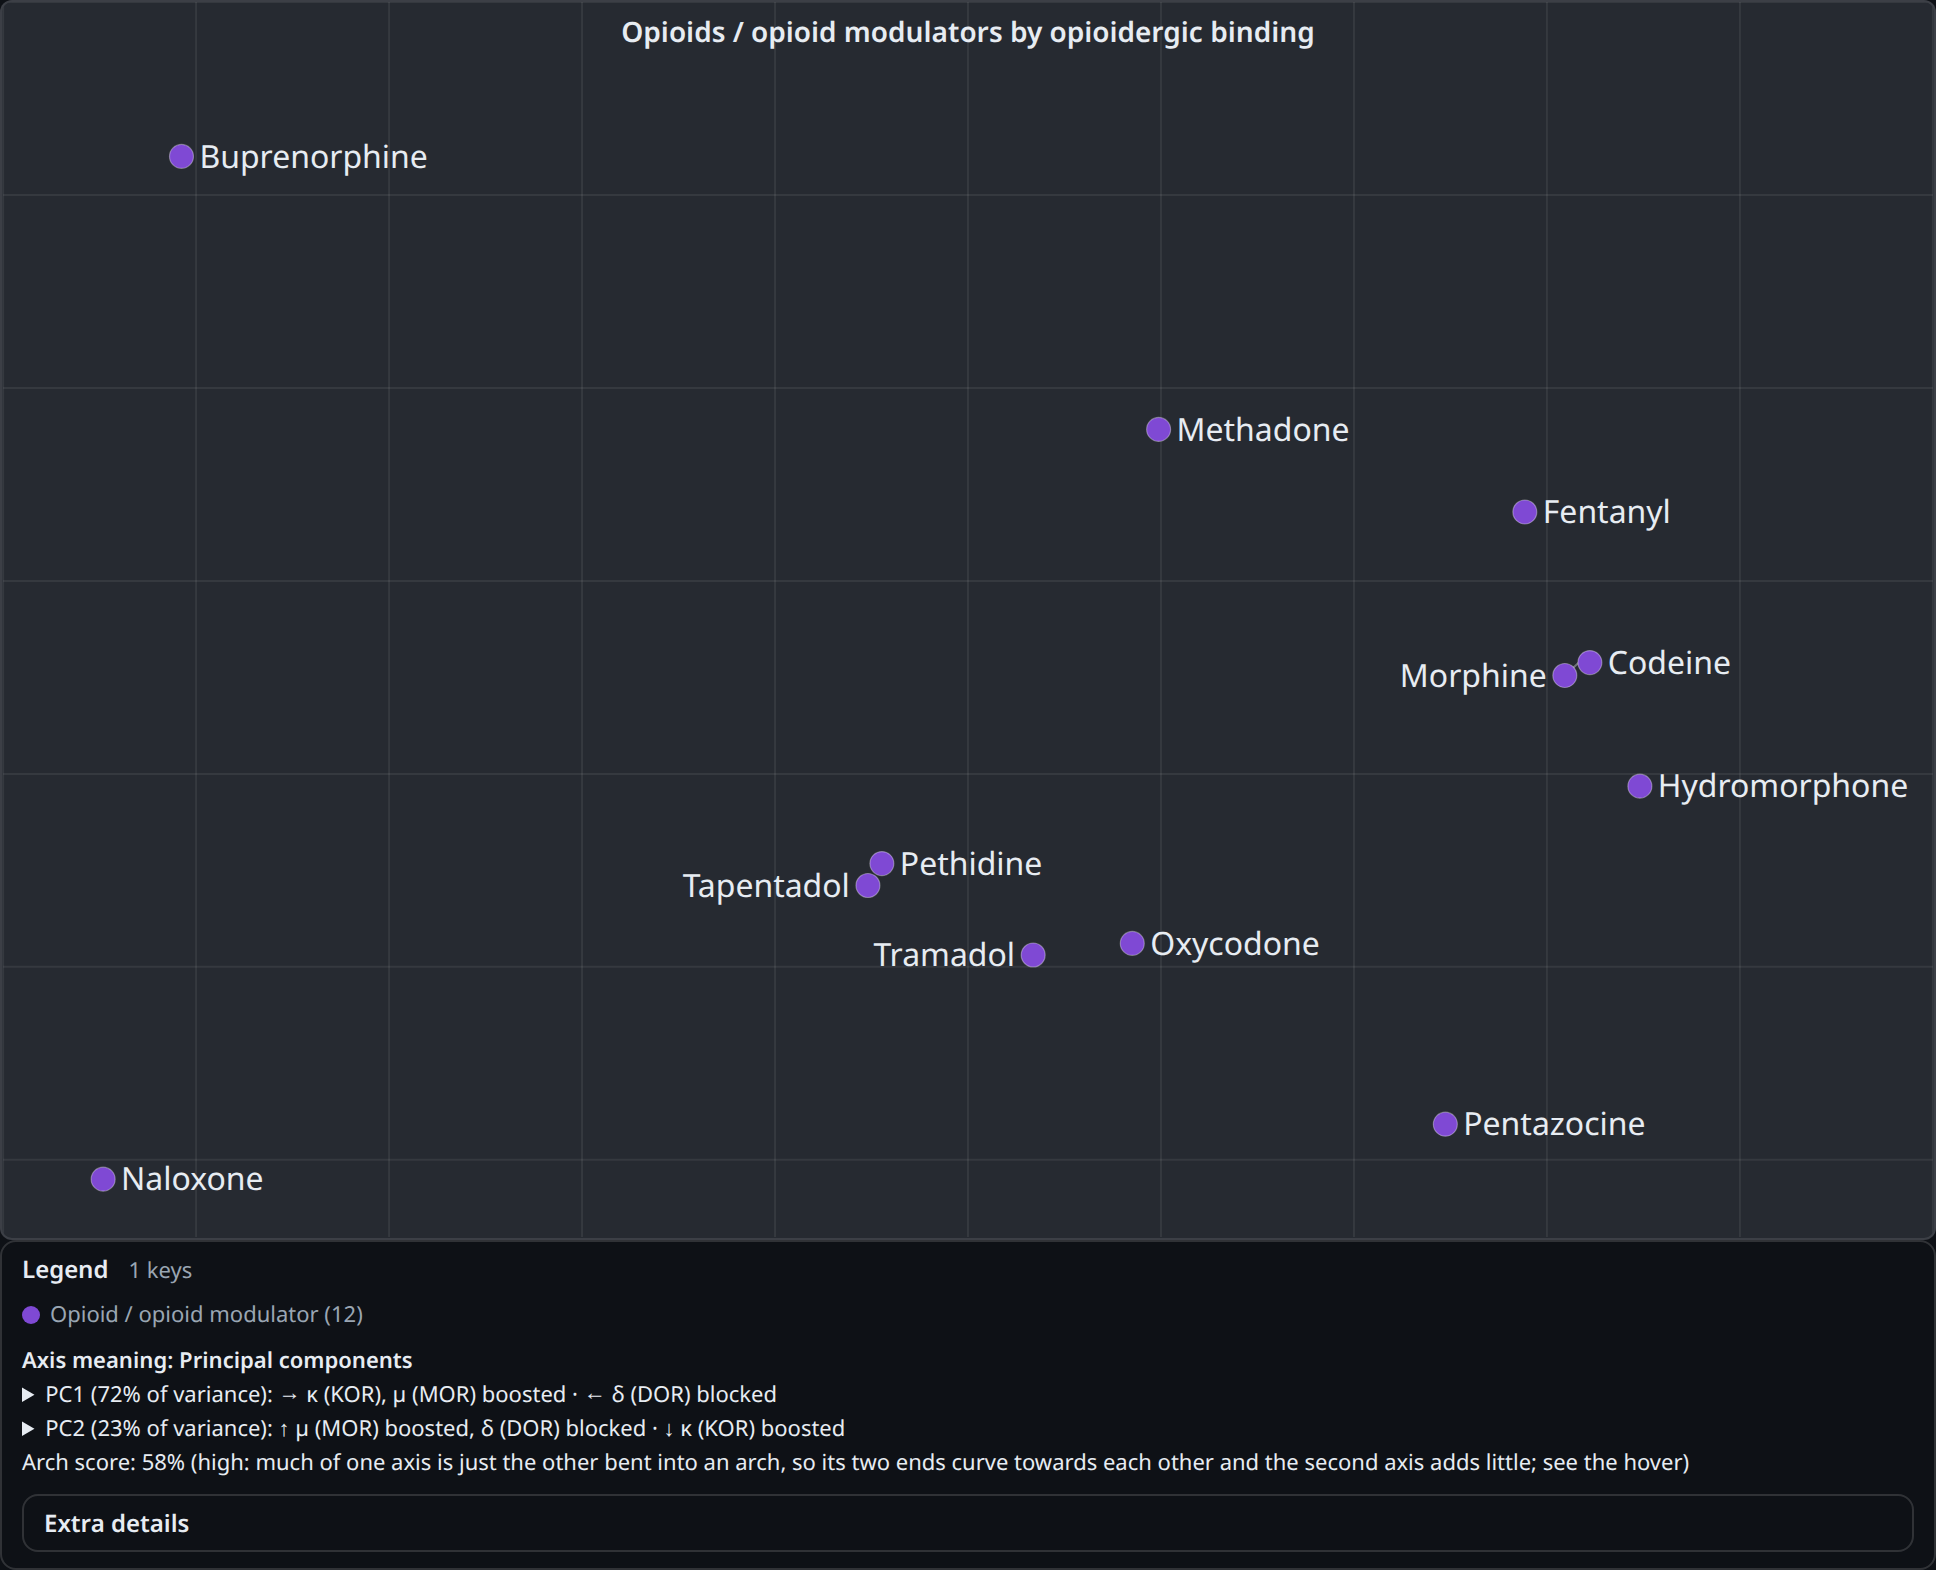 Opioids / opioid modulators by opioidergic binding
Buprenorphine
Methadone
Fentanyl
Codeine
Morphine
Hydromorphone
Pethidine
Tapentadol
Oxycodone
Tramadol
Pentazocine
Naloxone
Legend 1 keys
Opioid / opioid modulator (12)
Axis meaning: Principal components
▶ PC1 (72% of variance): → κ (KOR), μ (MOR) boosted · ← δ (DOR) blocked
▶ PC2 (23% of variance): ↑ μ (MOR) boosted, δ (DOR) blocked · ↓ κ (KOR) boosted
Arch score: 58% (high: much of one axis is just the other bent into an arch, so its two ends curve towards each other and the second axis adds little; see the hover)
Extra details